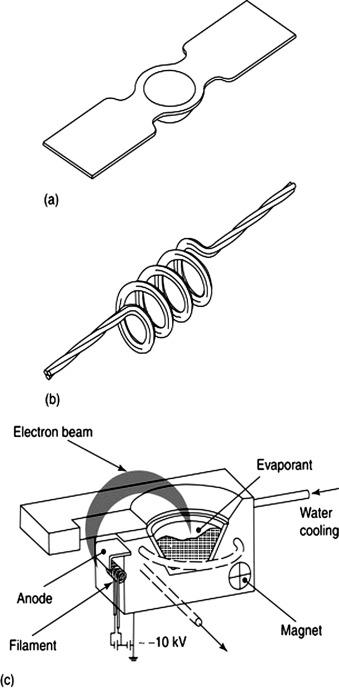 (a)
(b)
Electron beam
Evaporant
Water
cooling
Anode
Filament
Magnet
~-10 kV
(c)